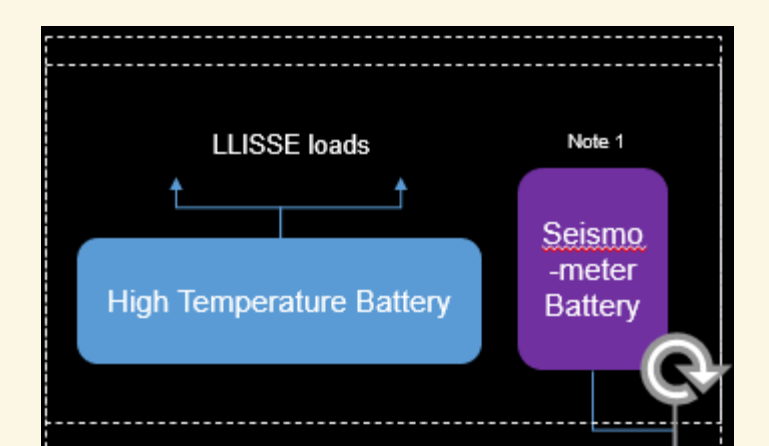 LLISSE loads
Note 1
High Temperature Battery
Seismo
-meter
Battery